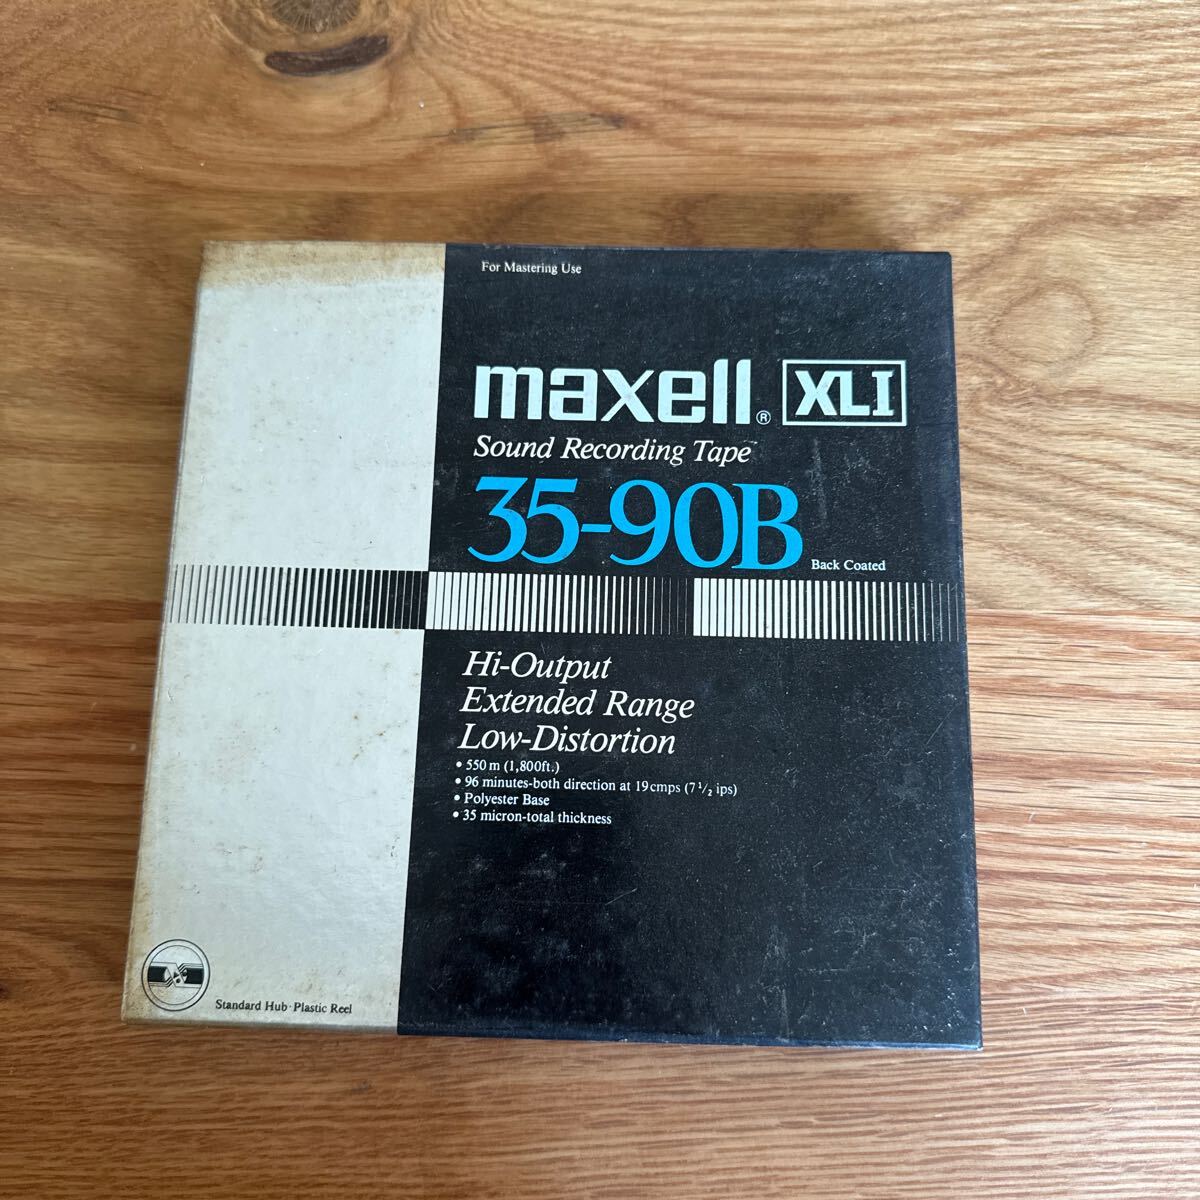 For Mastering Use
maxell® XLI
Sound Recording Tape
35-90B
Back Coated
Hi-Output
Extended Range
Low-Distortion
• 550 m (1,800ft.)
• 96 minutes-both direction at 19cmps (7 1/2 ips)
• Polyester Base
• 35 micron-total thickness
Standard Hub·Plastic Reel